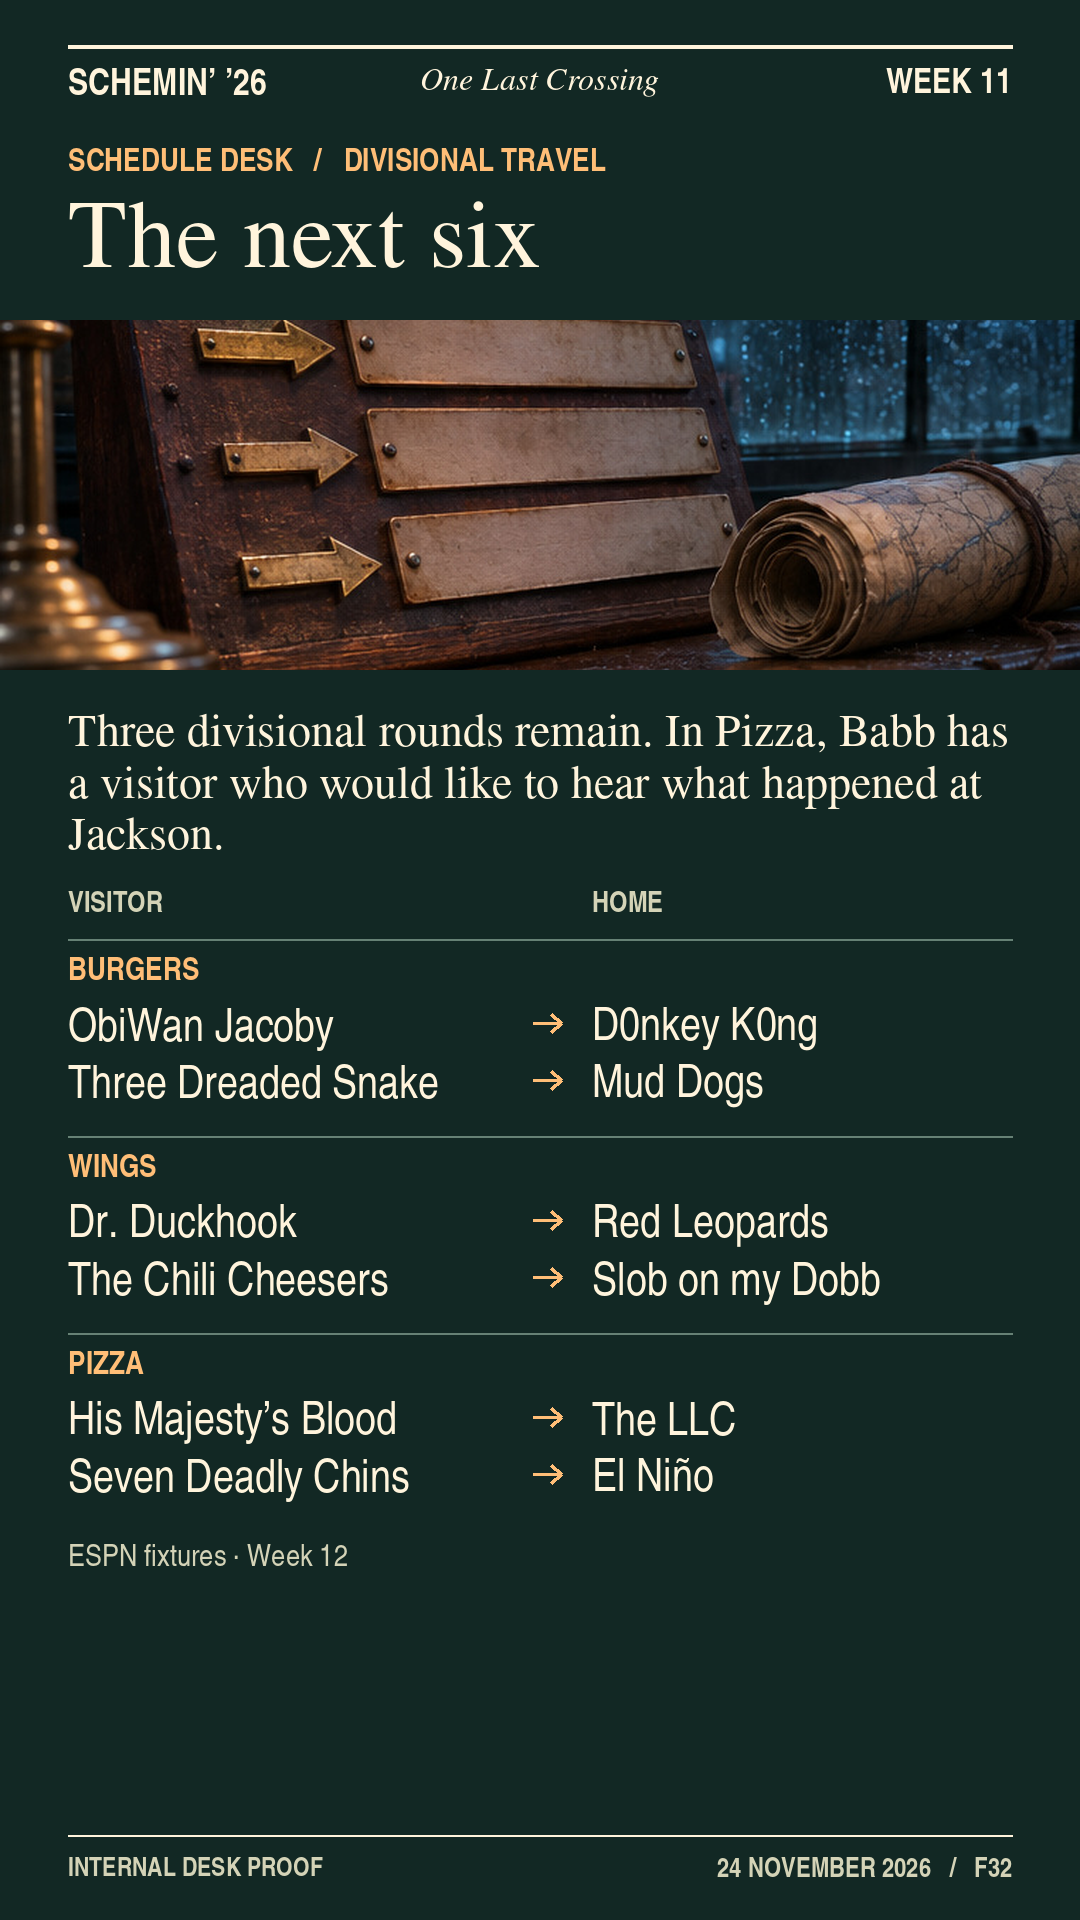 SCHEMIN’ ’26 One Last Crossing WEEK 11
SCHEDULE DESK / DIVISIONAL TRAVEL
The next six
Three divisional rounds remain. In Pizza, Babb has
a visitor who would like to hear what happened at
Jackson.
VISITOR HOME
BURGERS
ObiWan Jacoby → D0nkey K0ng
Three Dreaded Snake → Mud Dogs
WINGS
Dr. Duckhook → Red Leopards
The Chili Cheesers → Slob on my Dobb
PIZZA
His Majesty’s Blood → The LLC
Seven Deadly Chins → El Niño
ESPN fixtures · Week 12
INTERNAL DESK PROOF 24 NOVEMBER 2026 / F32